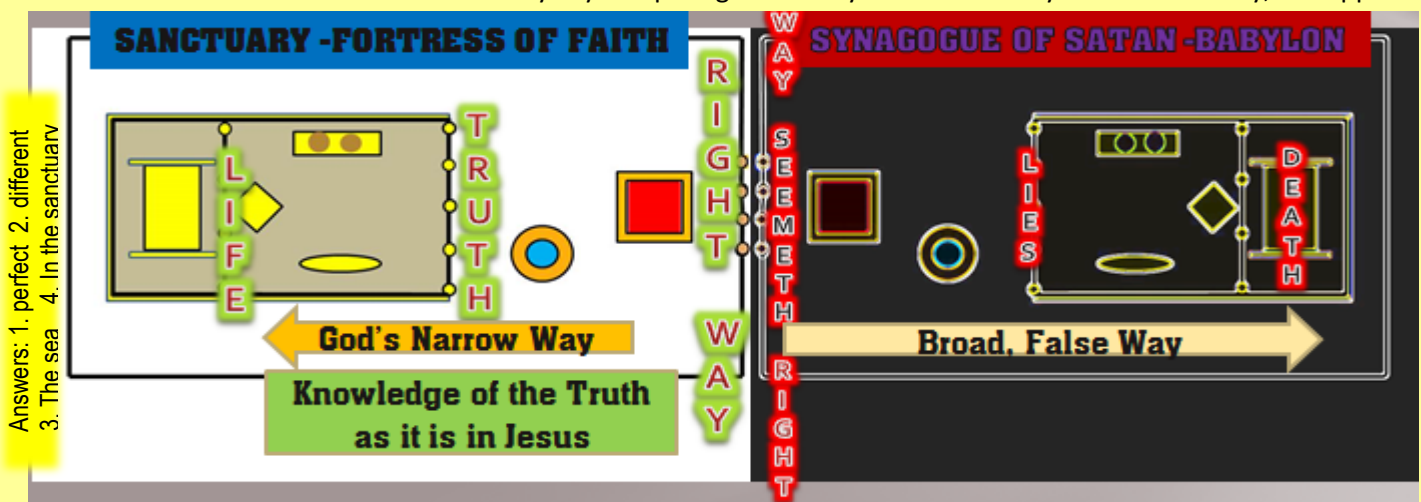 SANCTUARY -FORTRESS OF FAITH
RIGHT WAY
TRUTH
LIFE
God's Narrow Way
Knowledge of the Truth
as it is in Jesus
WAY SEEMETH RIGHT
SYNAGOGUE OF SATAN -BABYLON
LIES
DEATH
Broad, False Way
Answers: 1. perfect 2. different
3. The sea 4. In the sanctuary